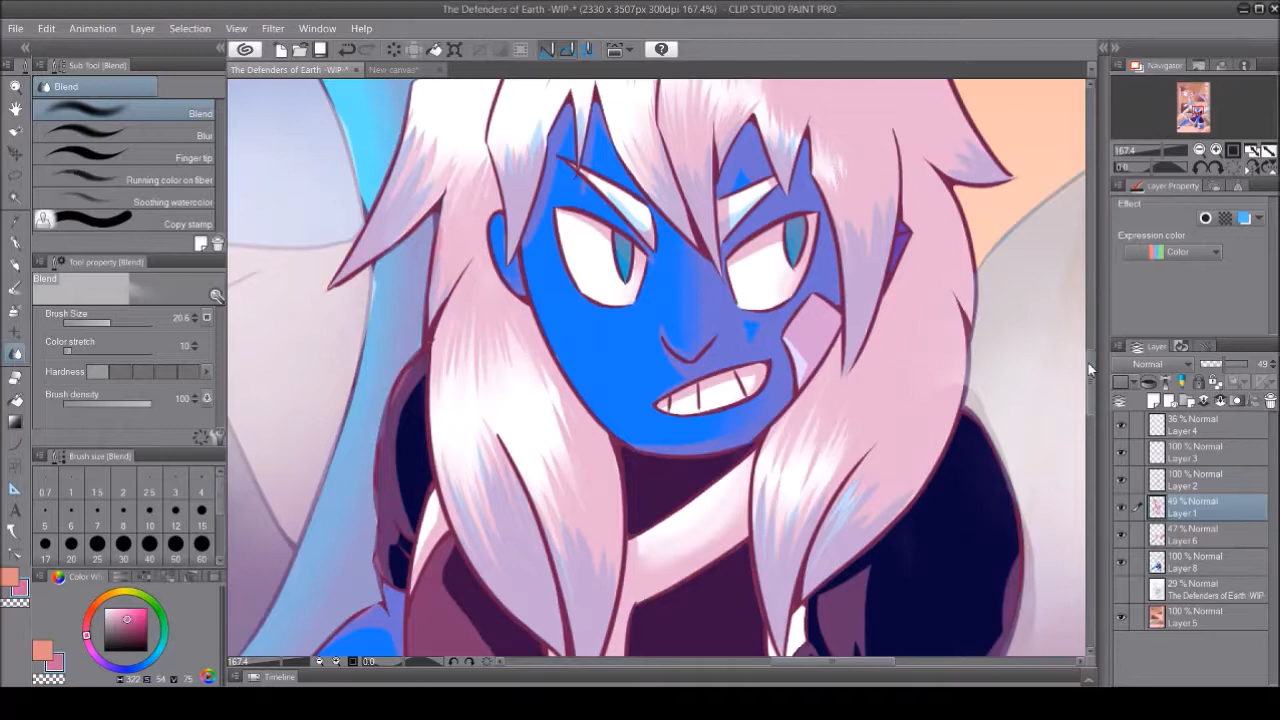 The Defenders of Earth -WIP-* (2330 x 3507px 300dpi 167.4%) - CLIP STUDIO PAINT PRO
File Edit Animation Layer Selection View Filter Window Help
Sub Tool [Blend]
The Defenders of Earth -WIP-*
New canvas*
Navigator
Blend
Blend
Blur
Finger tip
Running color on fiber
Soothing watercolor
Copy stamp
167.4
0.0
Layer Property
Effect
Expression color
Color
Tool property [Blend]
Blend
Brush Size 20.6
Color stretch 10
Hardness
Brush density 100
Layer
Normal 49
36 % Normal
Layer 4
100 % Normal
Layer 3
100 % Normal
Layer 2
49 % Normal
Layer 1
47 % Normal
Layer 6
100 % Normal
Layer 8
29 % Normal
The Defenders of Earth -WIP
100 % Normal
Layer 5
Brush size [Blend]
0.7 1 1.5 2 2.5 3 4
5 6 7 8 10 12 15
17 20 25 30 40 50 60
Color W
322 S 54 V 75
167.4 0.0
Timeline